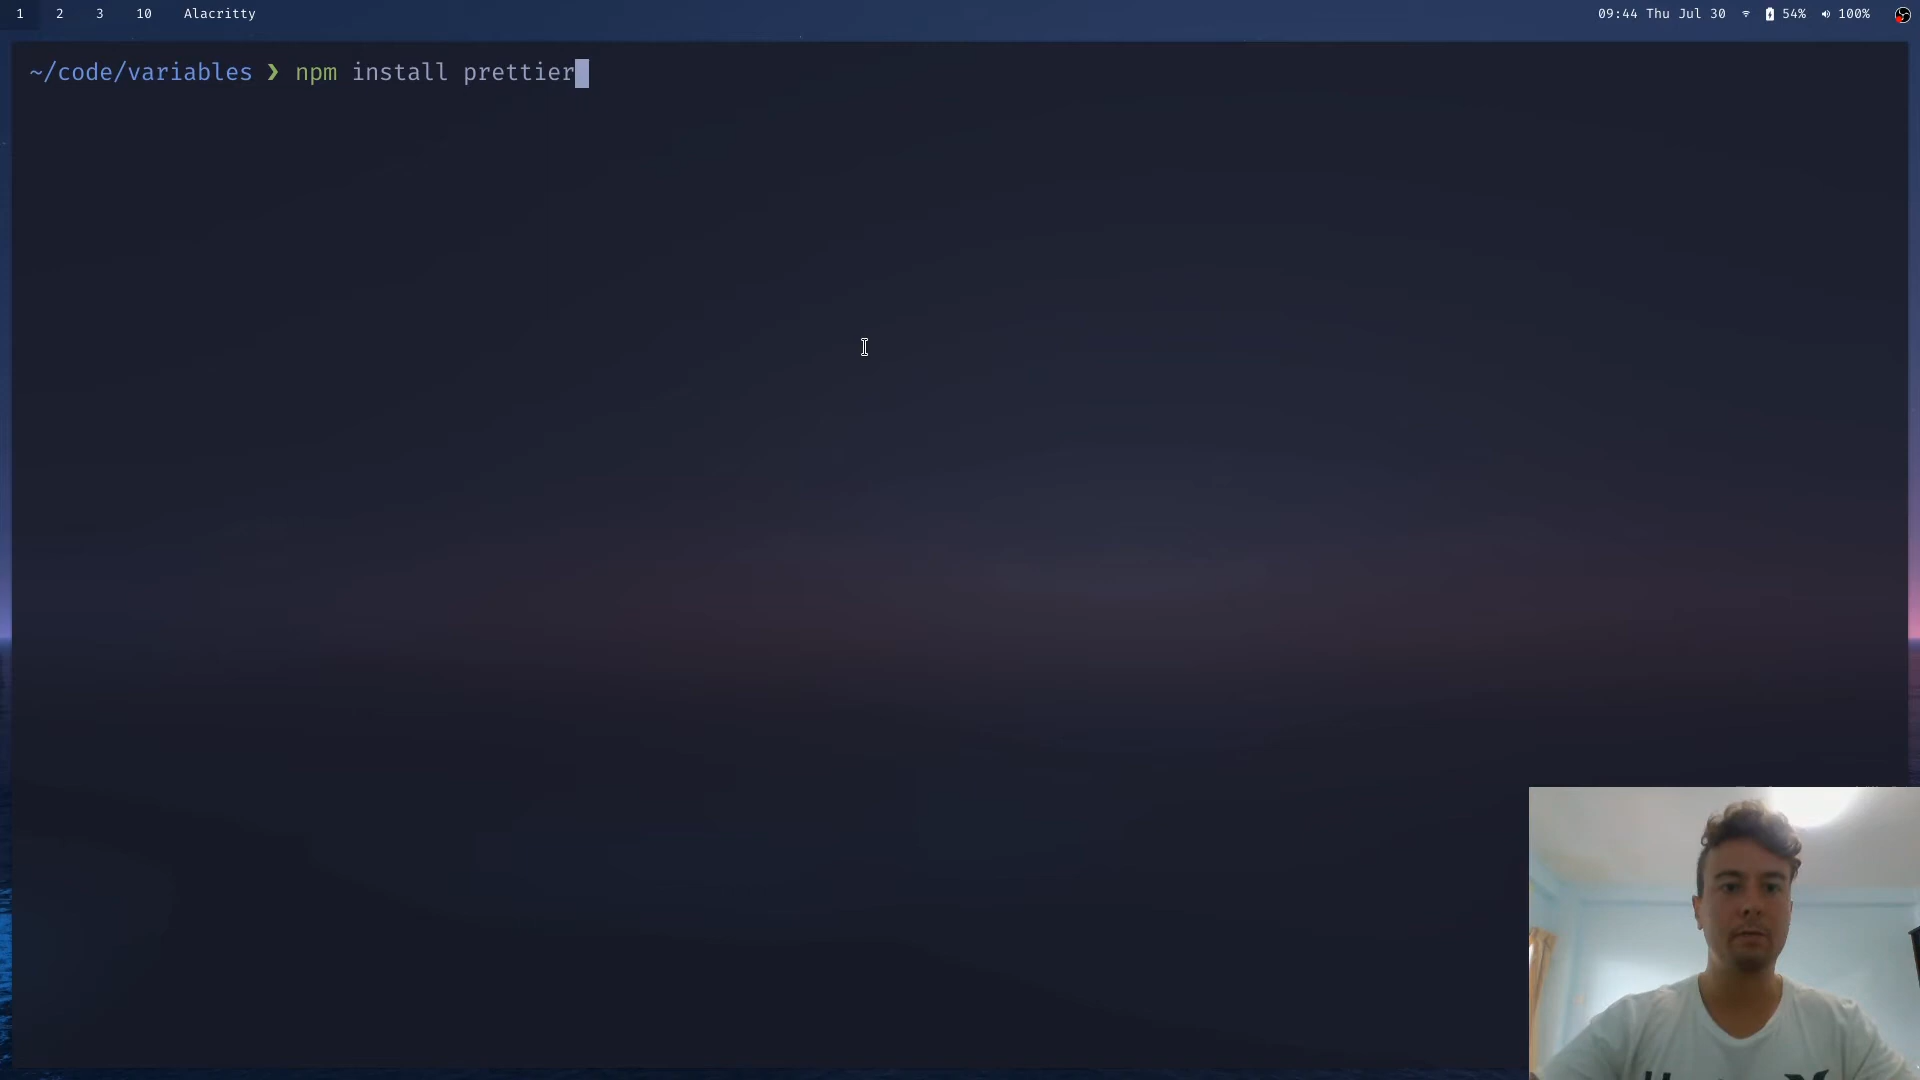 1 2 3 10 Alacritty 09:44 Thu Jul 30 54% 100%
~/code/variables ❯ npm install prettier